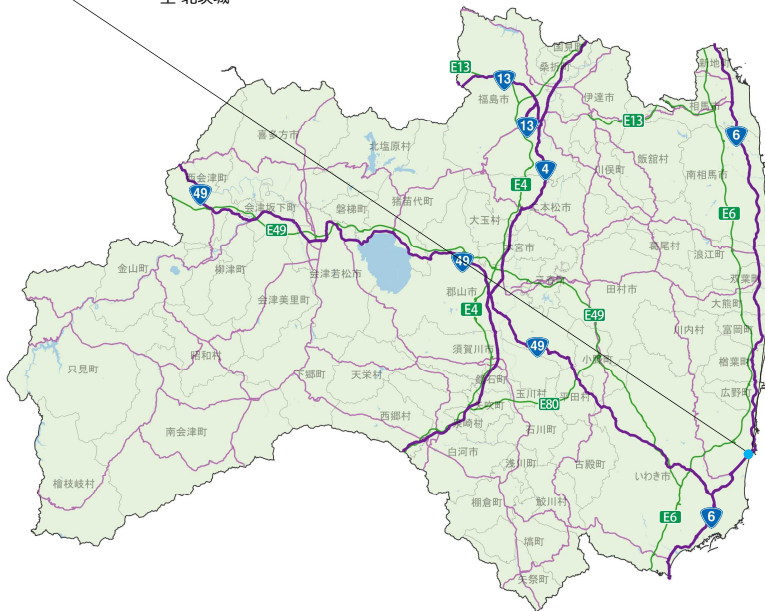 国見町
桑折町
新地町
E13
13
福島市
伊達市
相馬市
E13
13
6
喜多方市
北塩原村
飯舘村
4
川俣町
南相馬市
西会津町
49
E4
猪苗代町
二本松市
会津坂下町
磐梯町
大玉村
E6
E49
本宮市
葛尾村
浪江町
49
金山町
柳津町
会津若松市
三春町
双葉町
田村市
郡山市
会津美里町
大熊町
E4
E49
川内村
富岡町
49
須賀川市
昭和村
小野町
楢葉町
只見町
下郷町
天栄村
鏡石町
玉川村
平田村
広野町
E80
矢吹町
西郷村
泉崎村
石川町
南会津町
白河市
浅川町
古殿町
いわき市
檜枝岐村
棚倉町
鮫川村
6
E6
塙町
矢祭町